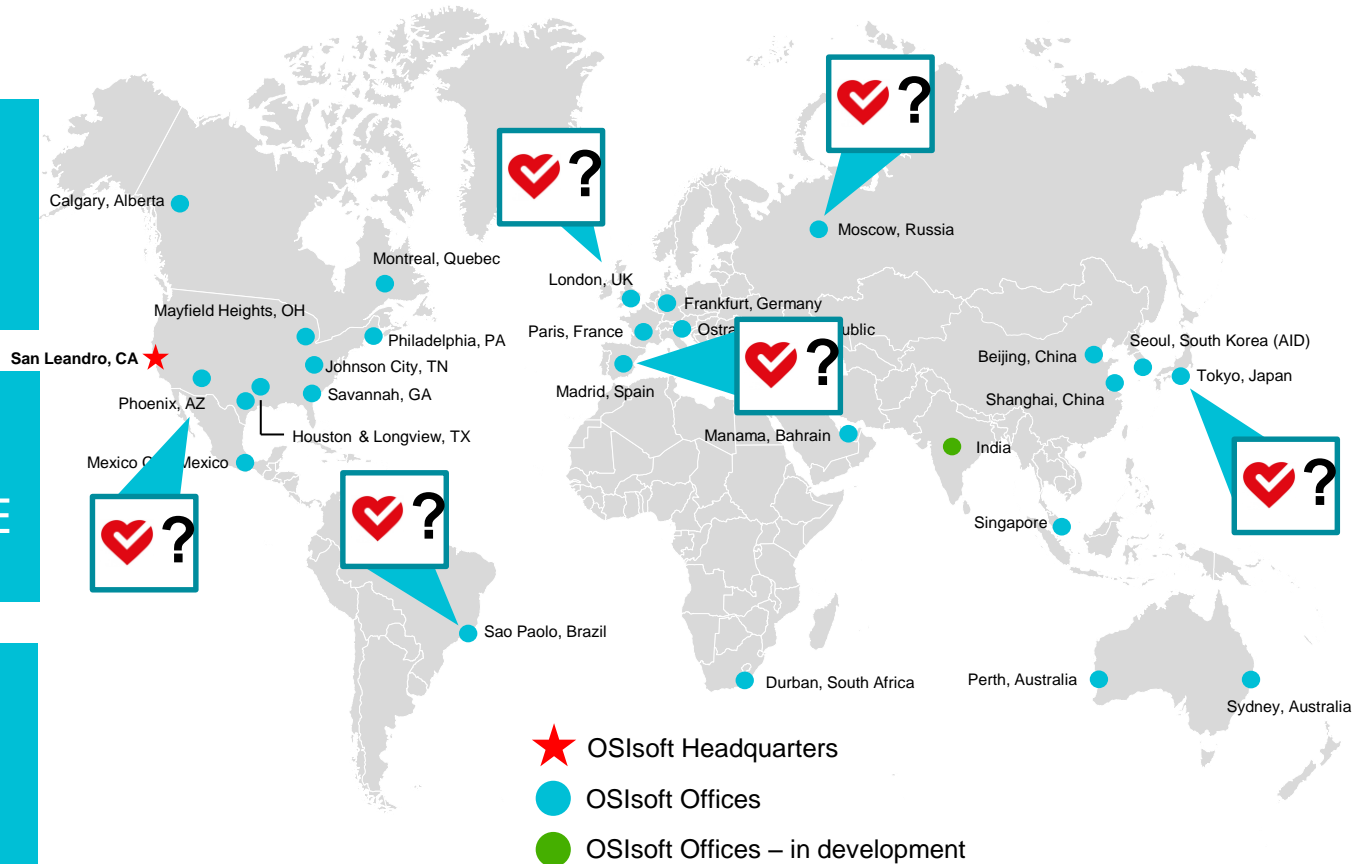 ?
?
Calgary, Alberta
Moscow, Russia
Montreal, Quebec
London, UK
Mayfield Heights, OH
Frankfurt, Germany
Paris, France
Philadelphia, PA
San Leandro, CA
Johnson City, TN
Savannah, GA
Phoenix, AZ
Houston & Longview, TX
Mexico Mexico
?
Madrid, Spain
Manama, Bahrain
Beijing, China
Seoul, South Korea (AID)
Tokyo, Japan
Shanghai, China
India
Singapore
?
?
?
E
Sao Paolo, Brazil
Durban, South Africa
Perth, Australia
Sydney, Australia
OSIsoft Headquarters
OSIsoft Offices
OSIsoft Offices – in development